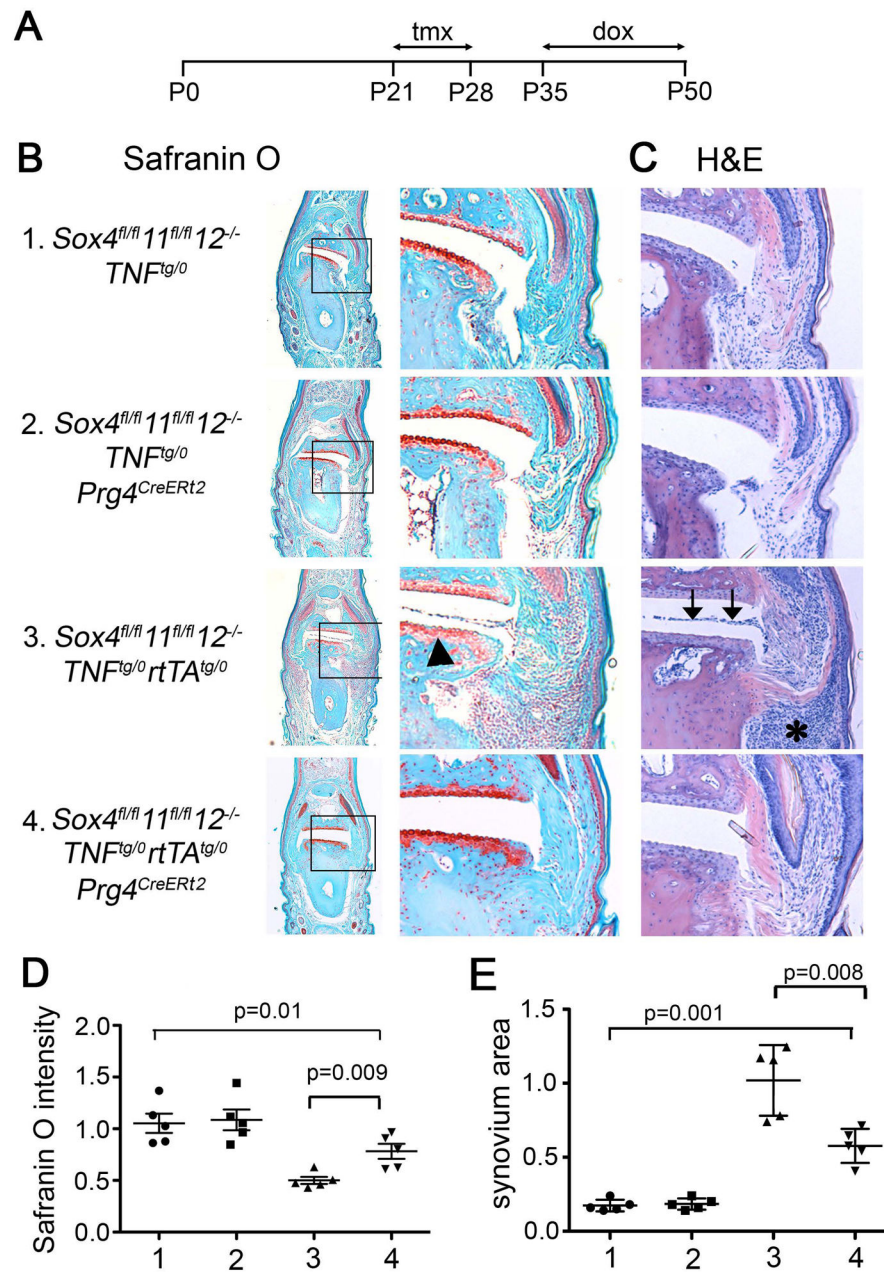 A
tmx
dox
P0
P21
P28
P35
P50
B
Safranin O
C
H&E
1. Sox4fl/fl11fl/fl12-/-
TNFtg/0
2. Sox4fl/fl11fl/fl12-/-
TNFtg/0
Prg4CreERt2
3. Sox4fl/fl11fl/fl12-/-
TNFtg/0rtTAtg/0
*
4. Sox4fl/fl11fl/fl12-/-
TNFtg/0rtTAtg/0
Prg4CreERt2
D
Safranin O intensity
2.0
1.5
1.0
0.5
0.0
p=0.01
p=0.009
1
2
3
4
E
synovium area
1.5
1.0
0.5
0.0
p=0.008
p=0.001
1
2
3
4